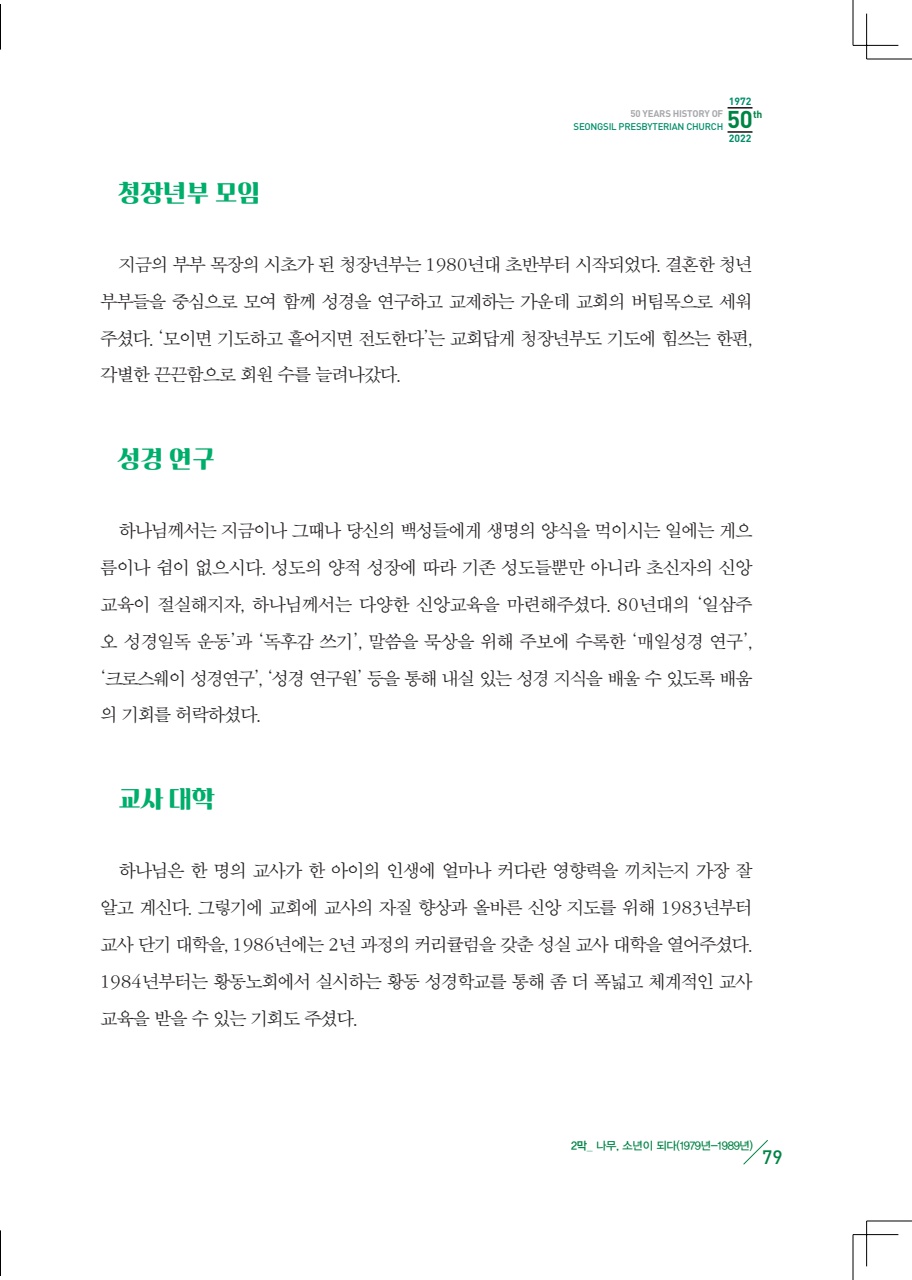 1972
50 YEARS HISTORY OF
SEONGSIL PRESBYTERIAN CHURCH
50th
2022
청장년부 모임
지금의 부부 목장의 시초가 된 청장년부는 1980년대 초반부터 시작되었다. 결혼한 청년
부부들을 중심으로 모여 함께 성경을 연구하고 교제하는 가운데 교회의 버팀목으로 세워
주셨다. ‘모이면 기도하고 흩어지면 전도한다’는 교회답게 청장년부도 기도에 힘쓰는 한편,
각별한 끈끈함으로 회원 수를 늘려나갔다.
성경 연구
하나님께서는 지금이나 그때나 당신의 백성들에게 생명의 양식을 먹이시는 일에는 게으
름이나 쉼이 없으시다. 성도의 양적 성장에 따라 기존 성도들뿐만 아니라 초신자의 신앙
교육이 절실해지자, 하나님께서는 다양한 신앙교육을 마련해주셨다. 80년대의 ‘일삼주
오 성경일독 운동’과 ‘독후감 쓰기’, 말씀을 묵상을 위해 주보에 수록한 ‘매일성경 연구’,
‘크로스웨이 성경연구’, ‘성경 연구원’ 등을 통해 내실 있는 성경 지식을 배울 수 있도록 배움
의 기회를 허락하셨다.
교사 대학
하나님은 한 명의 교사가 한 아이의 인생에 얼마나 커다란 영향력을 끼치는지 가장 잘
알고 계신다. 그렇기에 교회에 교사의 자질 향상과 올바른 신앙 지도를 위해 1983년부터
교사 단기 대학을, 1986년에는 2년 과정의 커리큘럼을 갖춘 성실 교사 대학을 열어주셨다.
1984년부터는 황동노회에서 실시하는 황동 성경학교를 통해 좀 더 폭넓고 체계적인 교사
교육을 받을 수 있는 기회도 주셨다.
2막_ 나무, 소년이 되다(1979년-1989년)
79